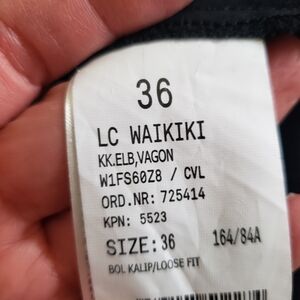 36
LC WAIKIKI
KK.ELB,VAGON
W1FS60Z8 / CVL
ORD.NR: 725414
KPN: 5523
SIZE: 36 164/84A
BOL KALIP/LOOSE FIT